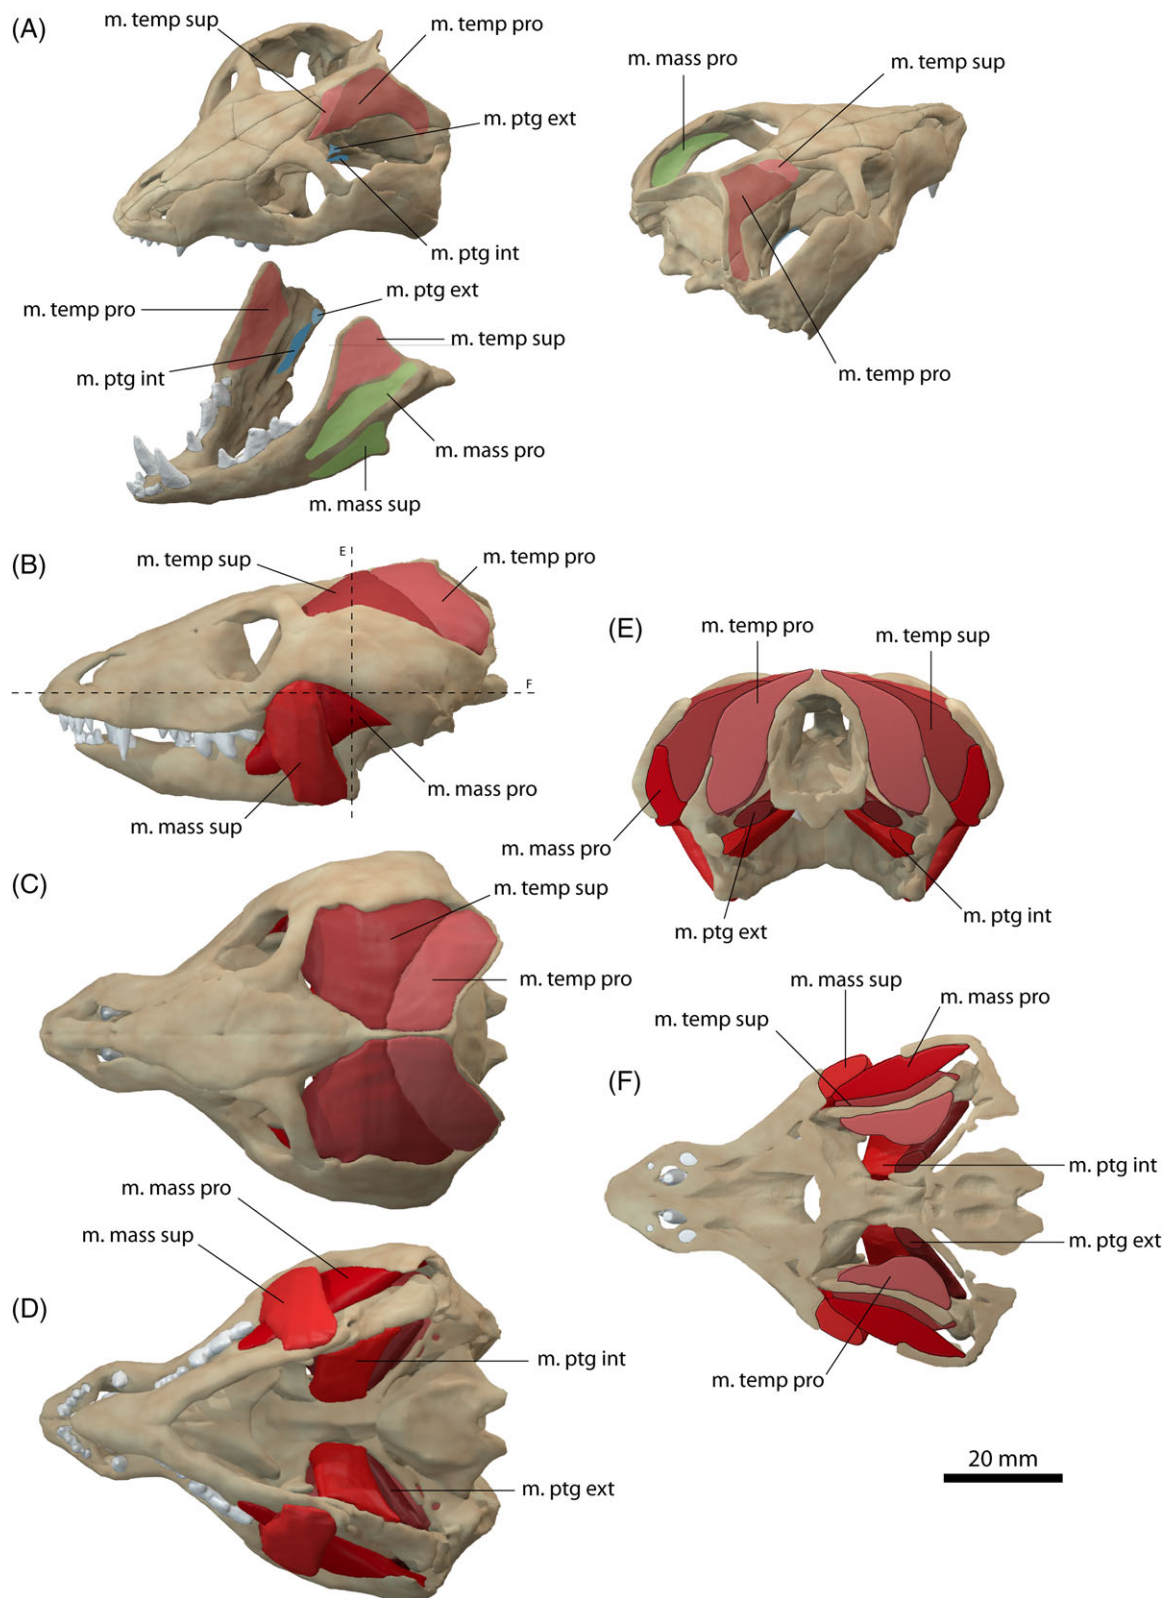 (A)
m. temp sup
m. temp pro
m. ptg ext
m. ptg int
m. mass pro
m. temp sup
m. temp pro
m. temp pro
m. ptg ext
m. temp sup
m. ptg int
m. mass pro
m. mass sup
(B)
m. temp sup
E
m. temp pro
F
m. mass pro
m. mass sup
(C)
m. temp sup
m. temp pro
(D)
m. mass pro
m. mass sup
m. ptg int
m. ptg ext
(E)
m. temp pro
m. temp sup
m. mass pro
m. ptg ext
m. ptg int
(F)
m. mass sup
m. mass pro
m. temp sup
m. ptg int
m. ptg ext
m. temp pro
20 mm